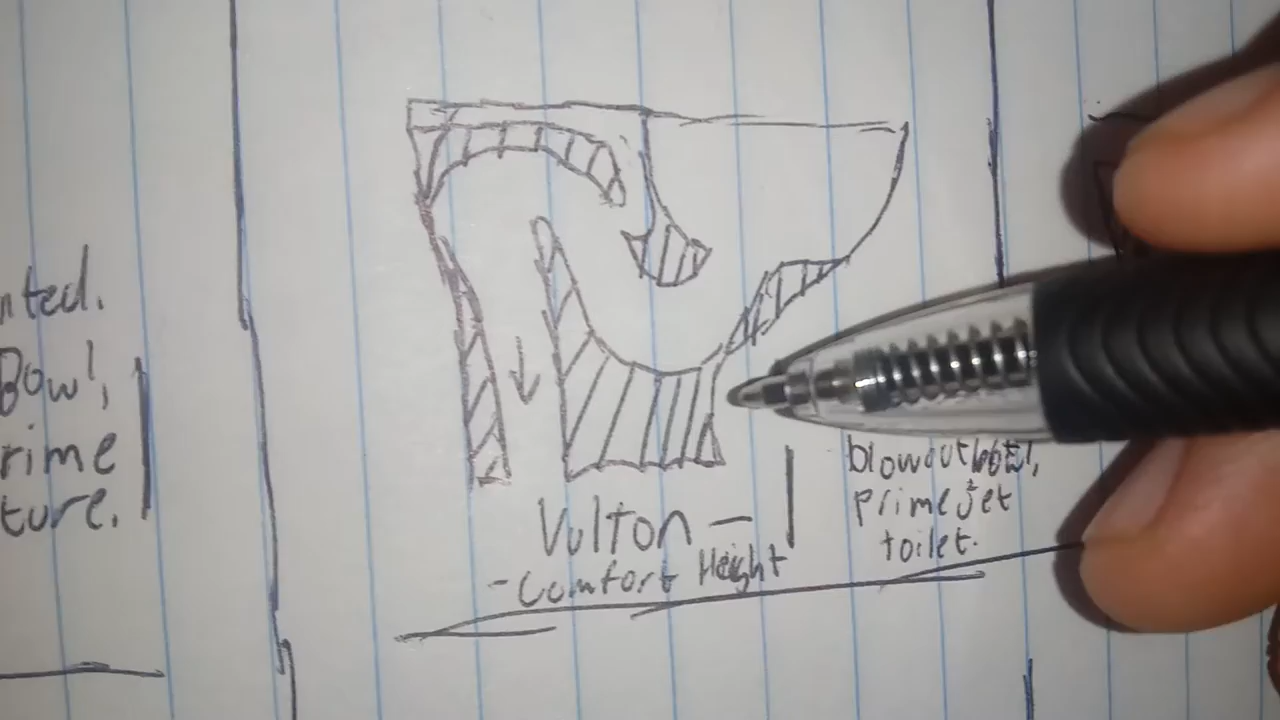 nted.
Bowl,
rime
ture.
Vulton -
- Comfort Height
blowout bowl,
prime jet
toilet.